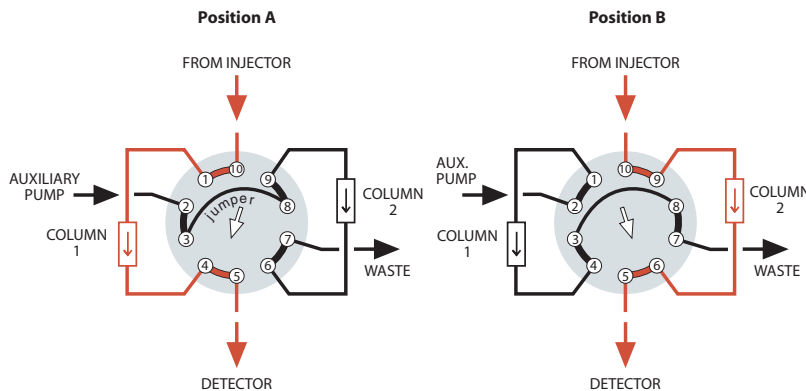 Position A
FROM INJECTOR
AUXILIARY
PUMP
COLUMN
1
COLUMN
2
WASTE
DETECTOR
jumper
1
2
3
4
5
6
7
8
9
10
Position B
FROM INJECTOR
AUX.
PUMP
COLUMN
1
COLUMN
2
WASTE
DETECTOR
1
2
3
4
5
6
7
8
9
10